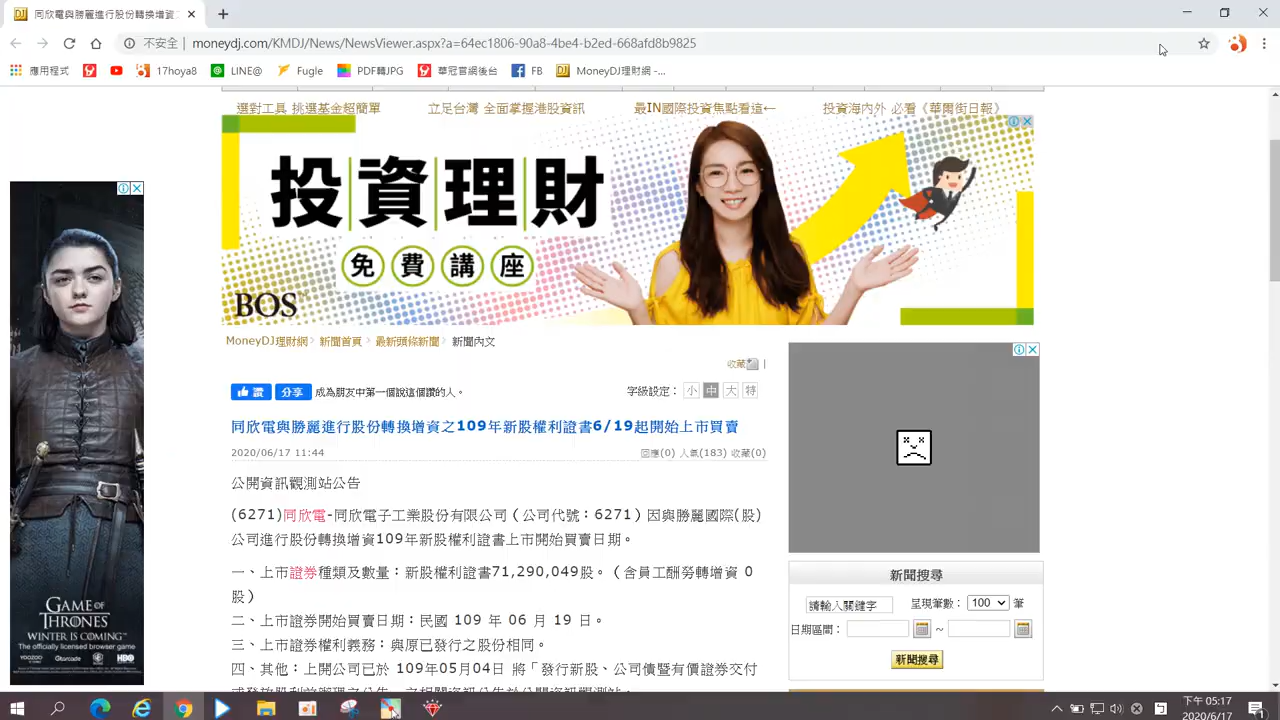 同欣電與勝麗進行股份轉換增資
不安全 | moneydj.com/KMDJ/News/NewsViewer.aspx?a=64ec1806-90a8-4be4-b2ed-668afd8b9825
應用程式
17hoya8
LINE@
Fugle
PDF轉JPG
華冠官網後台
FB
MoneyDJ理財網 -...
選對工具 挑選基金超簡單
立足台灣 全面掌握港股資訊
最IN國際投資焦點看這←
投資海內外 必看《華爾街日報》
投資理財
免費講座
BOS
MoneyDJ理財網
新聞首頁
最新頭條新聞
新聞內文
收藏 |
讚 分享 成為朋友中第一個說這個讚的人。
字級設定： 小 中 大 特
同欣電與勝麗進行股份轉換增資之109年新股權利證書6/19起開始上市買賣
2020/06/17 11:44
回應(0) 人氣(183) 收藏(0)
公開資訊觀測站公告
(6271)同欣電-同欣電子工業股份有限公司（公司代號：6271）因與勝麗國際(股)
公司進行股份轉換增資109年新股權利證書上市開始買賣日期。
一、上市證券種類及數量：新股權利證書71,290,049股。（含員工酬勞轉增資 0
股）
二、上市證券開始買賣日期：民國 109 年 06 月 19 日。
三、上市證券權利義務：與原已發行之股份相同。
四、其他：上開公司已於 109年05月04日 將「發行新股、公司債暨有價證券交付
GAME OF
THRONES
WINTER IS COMING™
The officially licensed browser game
YOOZOO
Gtarcade
HBO
新聞搜尋
請輸入關鍵字
呈現筆數： 100 筆
日期區間： ~
新聞搜尋
下午 05:17
2020/6/17
1